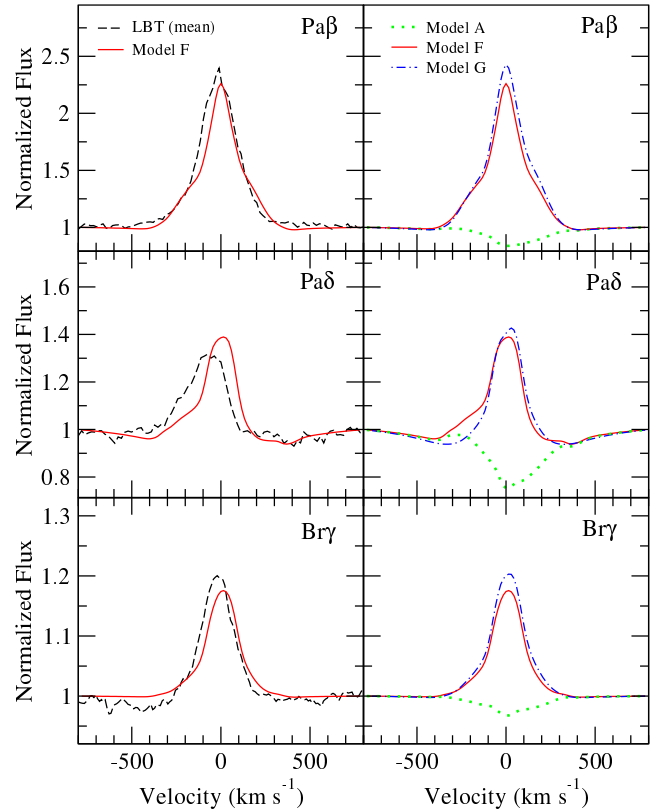 LBT (mean)
Model F
Paβ
Model A
Model F
Model G
Paβ
Normalized Flux
2.5
2
1.5
1
Paδ
Paδ
Normalized Flux
1.6
1.4
1.2
1
0.8
Brγ
Brγ
Normalized Flux
1.3
1.2
1.1
1
-500 0 500
-500 0 500
Velocity (km s⁻¹)
Velocity (km s⁻¹)